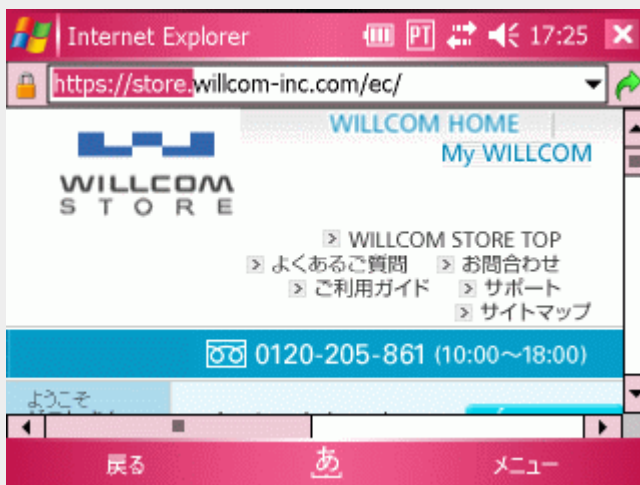 Internet Explorer PT 17:25
https://store.willcom-inc.com/ec/
WILLCOM HOME
My WILLCOM
WILLCOM
STORE
WILLCOM STORE TOP
よくあるご質問 お問合わせ
ご利用ガイド サポート
サイトマップ
0120-205-861 (10:00～18:00)
ようこそ
戻る あ メニュー